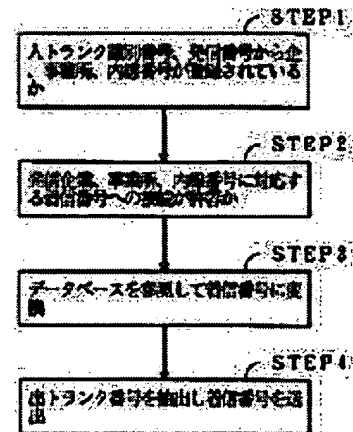 STEP1
入トランク識別番号、発信番号から企
、事業所、内線番号が登録されている
か
STEP2
発信企業、事業所、内線番号に対応す
る着信番号への接続が許容か
STEP3
データベースを参照して着信番号に変
換
STEP4
出トランク番号を抽出し着信番号を送
出